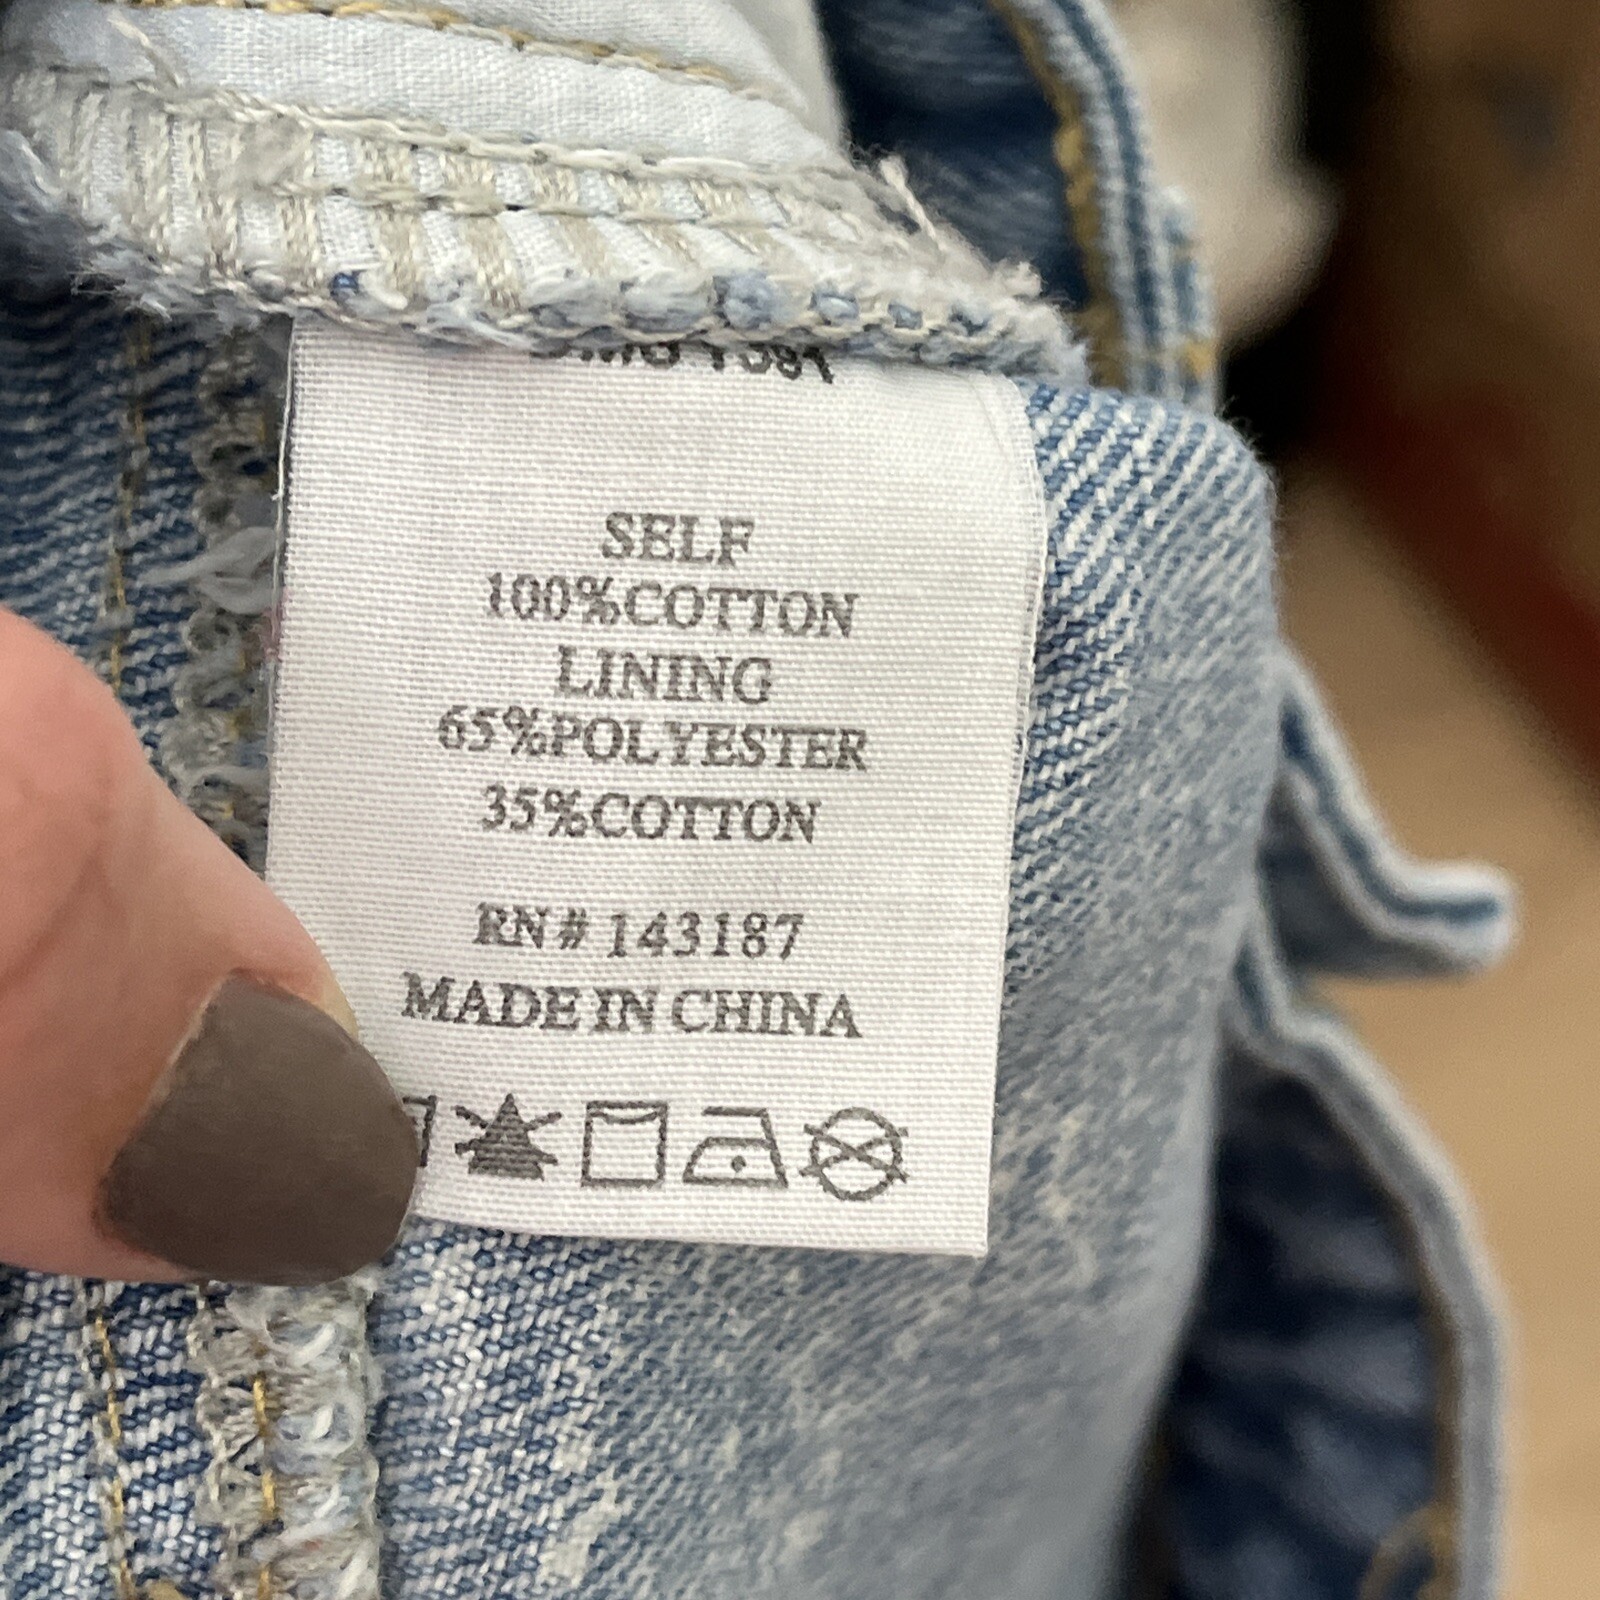 SELF
100%COTTON
LINING
65%POLYESTER
35%COTTON
RN# 143187
MADE IN CHINA